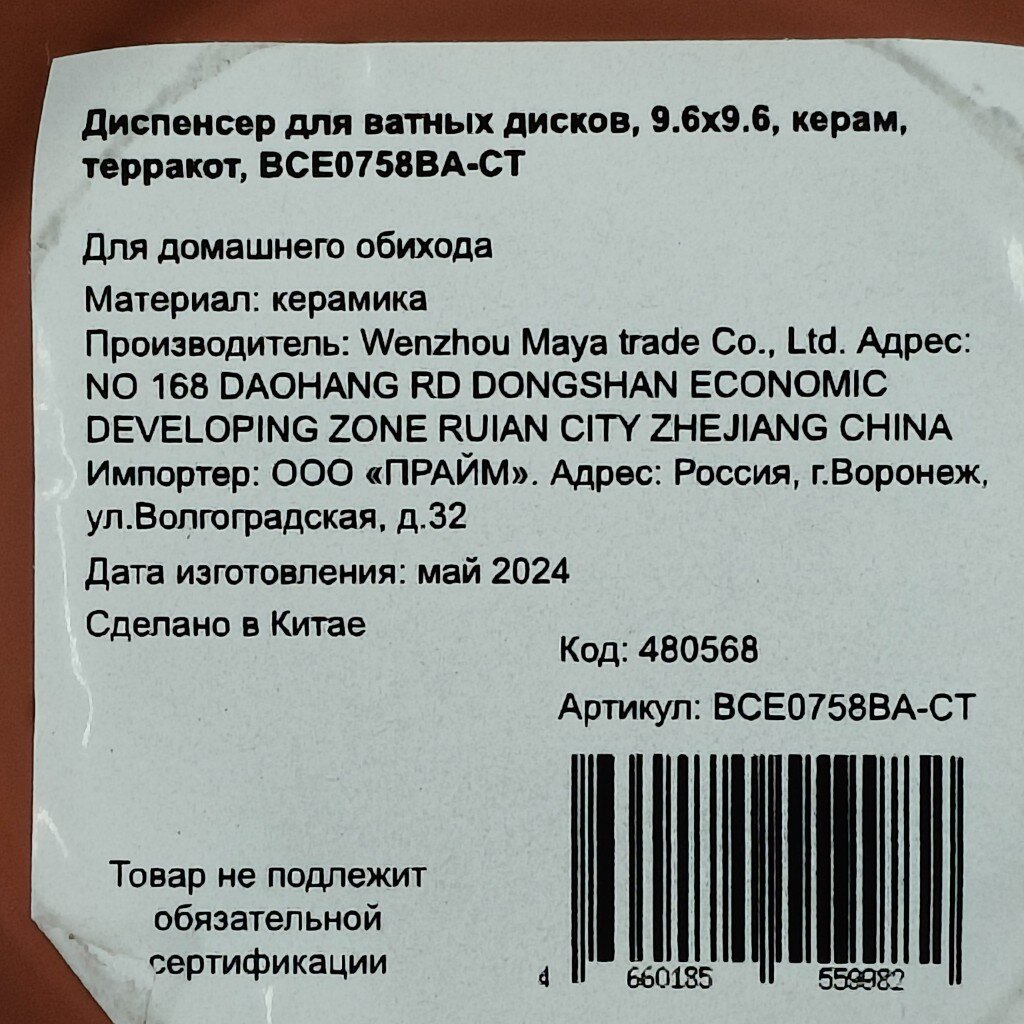 Диспенсер для ватных дисков, 9.6x9.6, керам,
терракот, BCE0758BA-CT
Для домашнего обихода
Материал: керамика
Производитель: Wenzhou Maya trade Co., Ltd. Адрес:
NO 168 DAOHANG RD DONGSHAN ECONOMIC
DEVELOPING ZONE RUIAN CITY ZHEJIANG CHINA
Импортер: ООО «ПРАЙМ». Адрес: Россия, г.Воронеж,
ул.Волгоградская, д.32
Дата изготовления: май 2024
Сделано в Китае
Код: 480568
Артикул: BCE0758BA-CT
Товар не подлежит
обязательной
сертификации
4 660185 559982